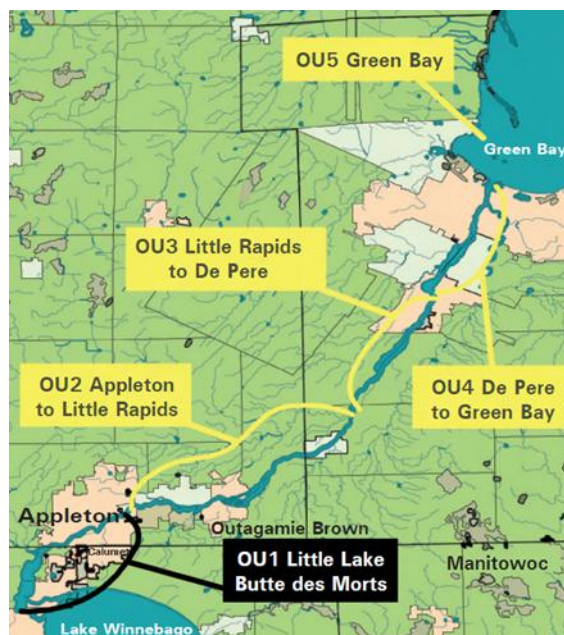 OU5 Green Bay
Green Bay
OU3 Little Rapids
to De Pere
OU2 Appleton
to Little Rapids
OU4 De Pere
to Green Bay
Appleton
Outagamie Brown
Calumet
OU1 Little Lake
Butte des Morts
Manitowoc
Lake Winnebago